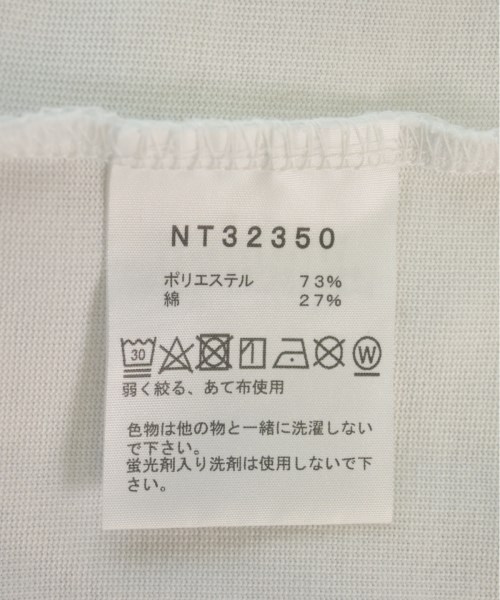 NT32350
ポリエステル 73%
綿 27%
30 W
弱く絞る、あて布使用
色物は他の物と一緒に洗濯しない
で下さい。
蛍光剤入り洗剤は使用しないで下
さい。